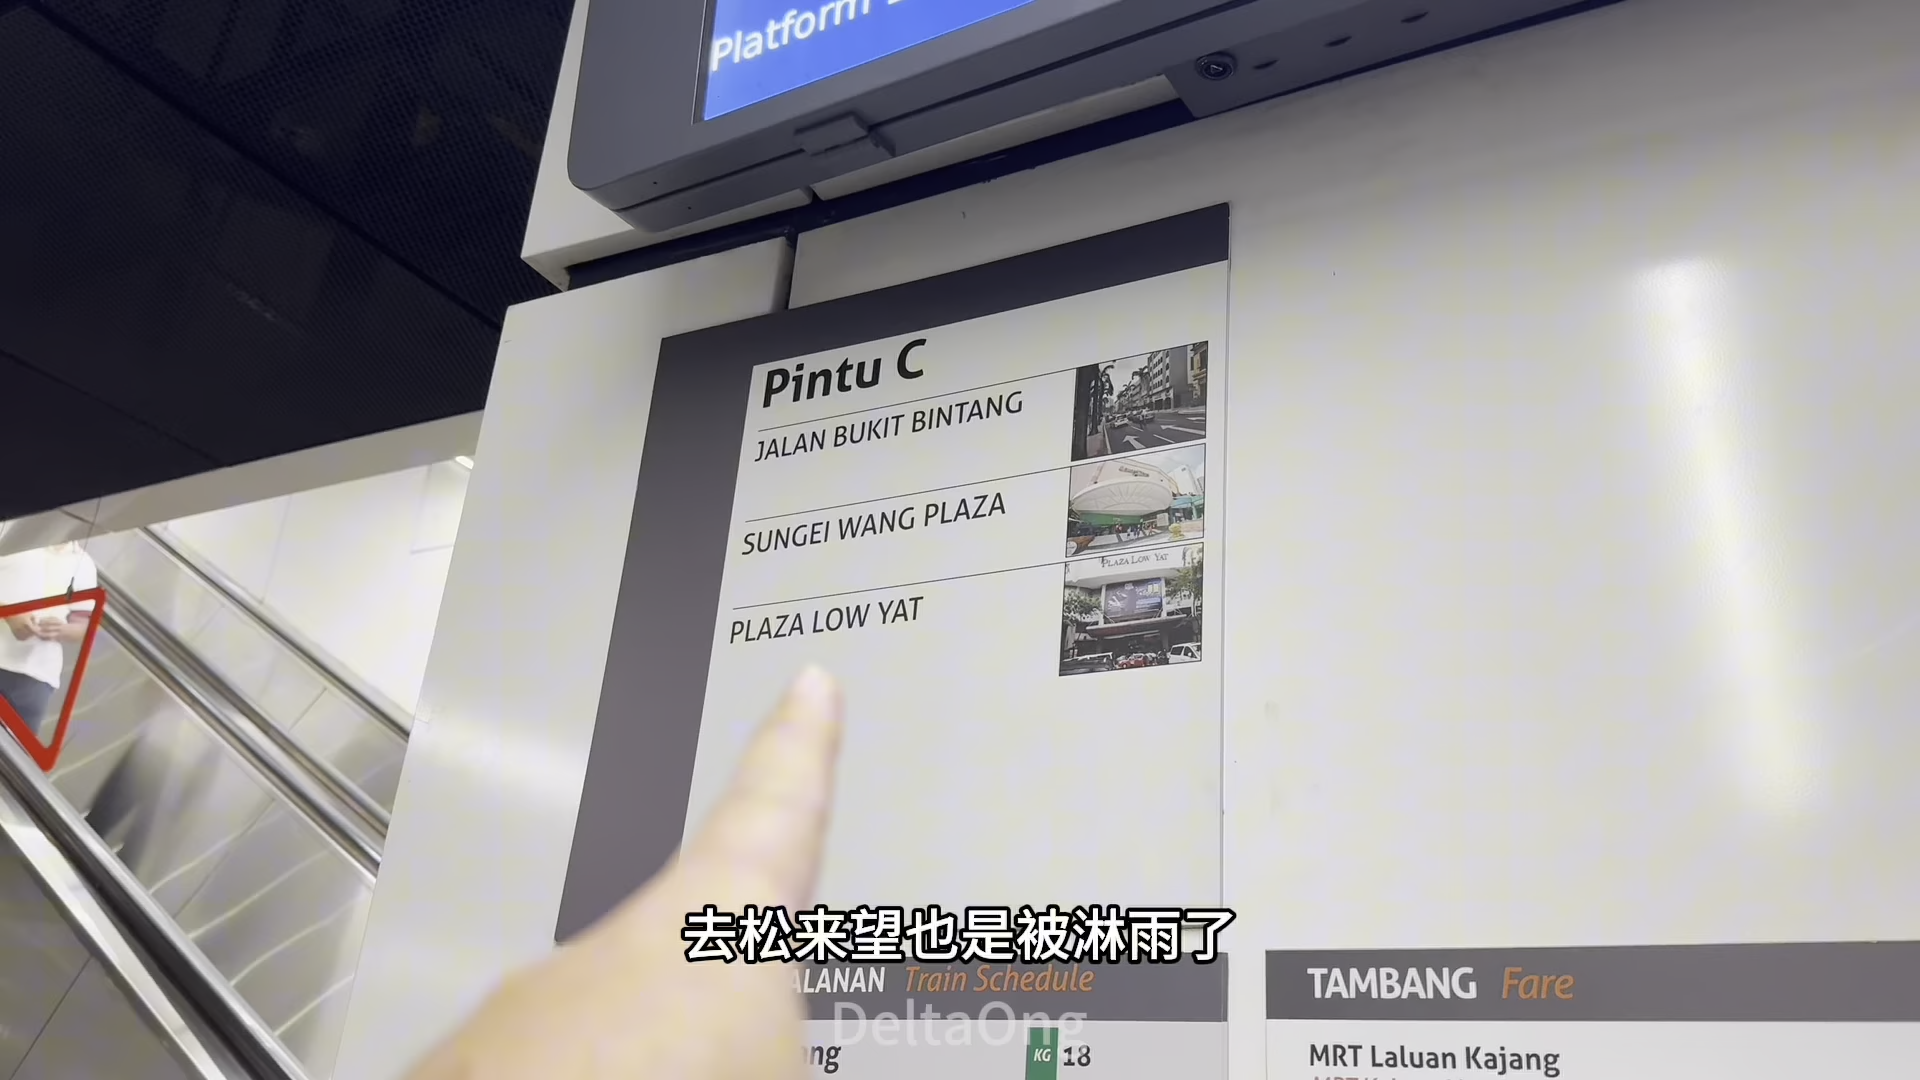 Platform
Pintu C
JALAN BUKIT BINTANG
SUNGEI WANG PLAZA
PLAZA LOW YAT
PLAZA LOW YAT
去松来望也是被淋雨了
ALANAN Train Schedule
TAMBANG Fare
DeltaOng
ang
KG 18
MRT Laluan Kajang